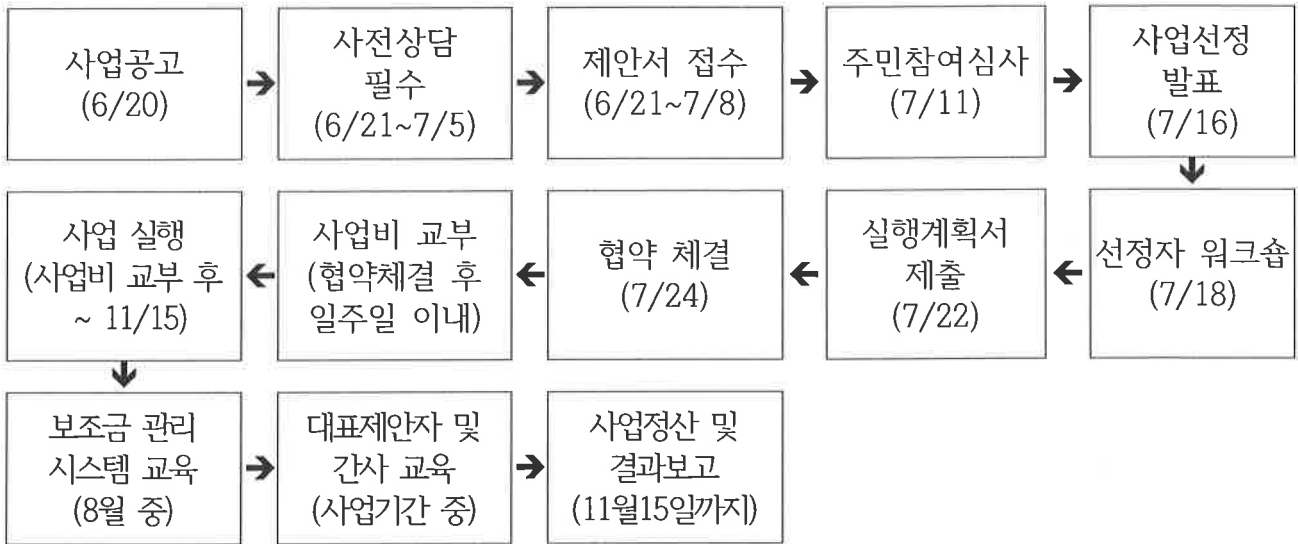 사업공고
(6/20)
사전상담
필수
(6/21~7/5)
제안서 접수
(6/21~7/8)
주민참여심사
(7/11)
사업선정
발표
(7/16)
선정자 워크숍
(7/18)
실행계획서
제출
(7/22)
협약 체결
(7/24)
사업비 교부
(협약체결 후
일주일 이내)
사업 실행
(사업비 교부 후
~ 11/15)
보조금 관리
시스템 교육
(8월 중)
대표제안자 및
간사 교육
(사업기간 중)
사업정산 및
결과보고
(11월15일까지)